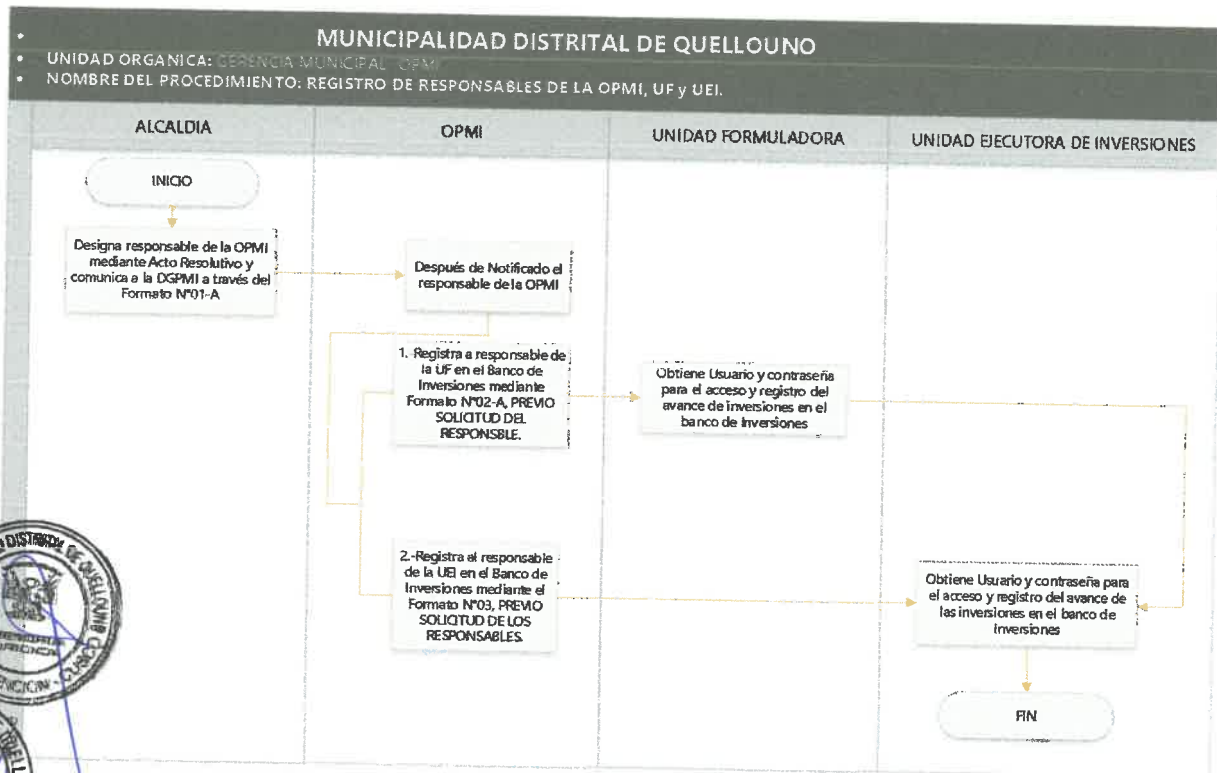 MUNICIPALIDAD DISTRITAL DE QUELLOUNO
• UNIDAD ORGANICA: GERENCIA MUNICIPAL OPMI
• NOMBRE DEL PROCEDIMIENTO: REGISTRO DE RESPONSABLES DE LA OPMI, UF y UEI.
ALCALDIA
OPMI
UNIDAD FORMULADORA
UNIDAD EJECUTORA DE INVERSIONES
INICIO
Designa responsable de la OPMI
mediante Acto Resolutivo y
comunica a la DGPMI a través del
Formato N°01-A
Después de Notificado el
responsable de la OPMI
1. Registra a responsable de
la UF en el Banco de
Inversiones mediante
Formato N°02-A, PREVIO
SOLICITUD DEL
RESPONSBLE.
Obtiene Usuario y contraseña
para el acceso y registro del
avance de inversiones en el
banco de Inversiones
2.-Registra al responsable
de la UEI en el Banco de
Inversiones mediante el
Formato N°03, PREVIO
SOLICITUD DE LOS
RESPONSABLES.
Obtiene Usuario y contraseña para
el acceso y registro del avance de
las inversiones en el banco de
Inversiones
FIN